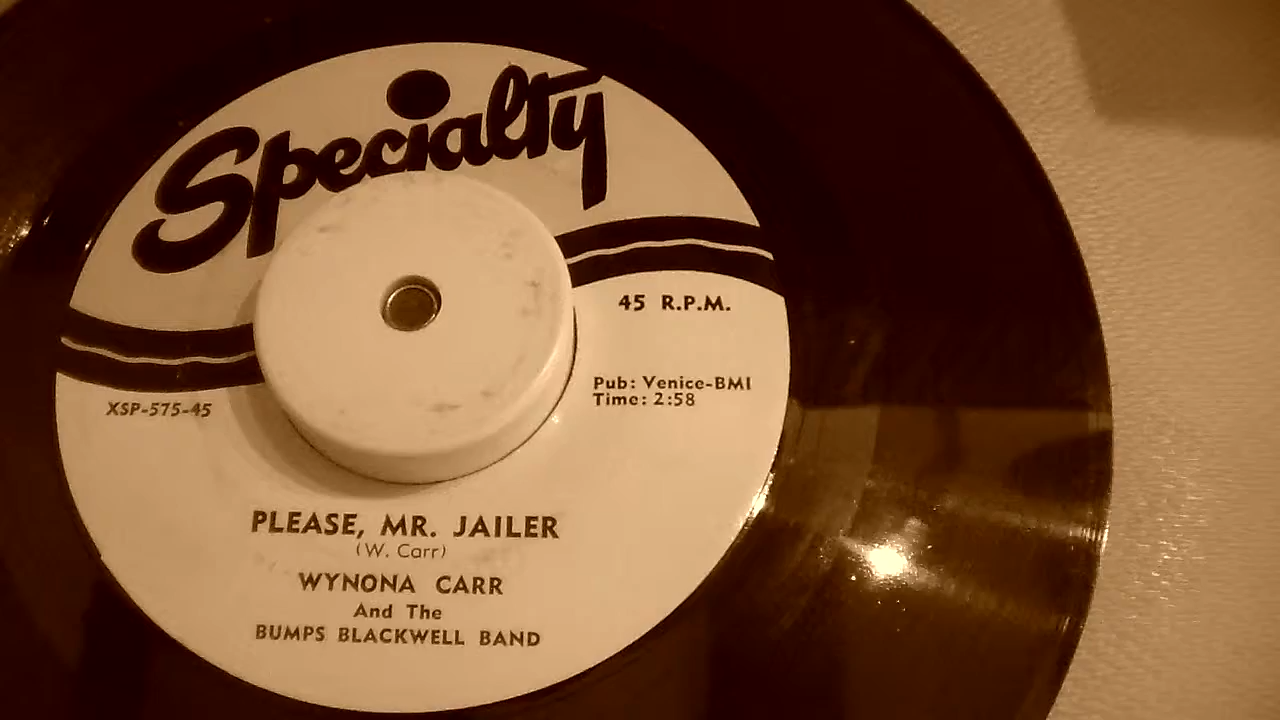 Specialty
45 R.P.M.
Pub: Venice-BMI
Time: 2:58
XSP-575-45
PLEASE, MR. JAILER
(W. Carr)
WYNONA CARR
And The
BUMPS BLACKWELL BAND